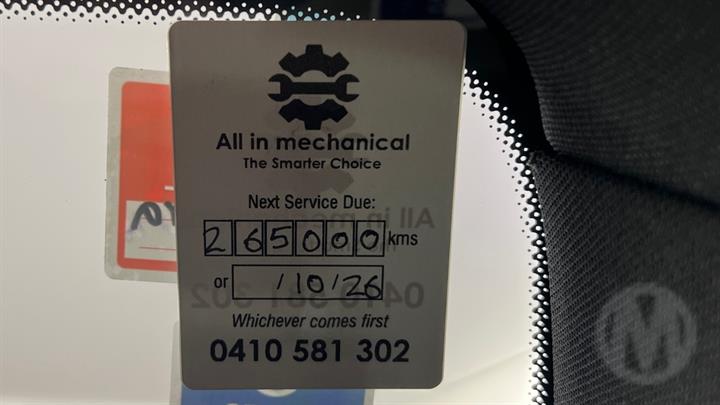 All in mechanical
The Smarter Choice
Next Service Due:
265000 kms
or /10/26
Whichever comes first
0410 581 302
M